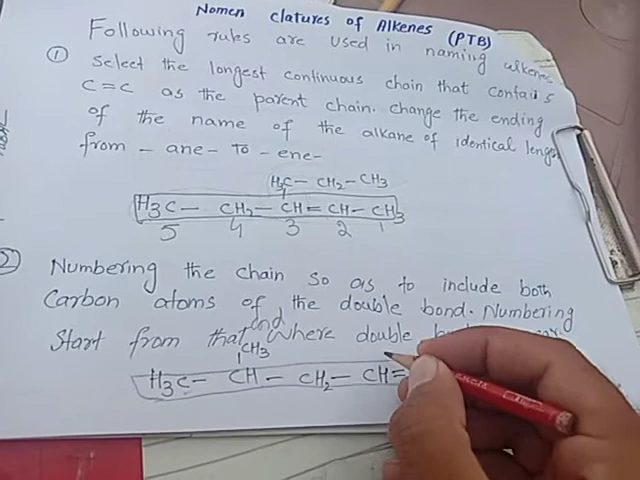 Nomen clatures of Alkenes (PTB)
Following rules are used in naming alkenes
① Select the longest continuous chain that contains
C=C as the parent chain. change the ending
of the name of the alkane of identical length
from - ane - To - ene -
H3C - CH2 - CH3
H3C - CH2 - CH = CH - CH3
5 4 3 2 1
② Numbering the chain so as to include both
Carbon atoms of the double bond. Numbering
Start from that end where double
CH3
H3C - CH - CH2 - CH =